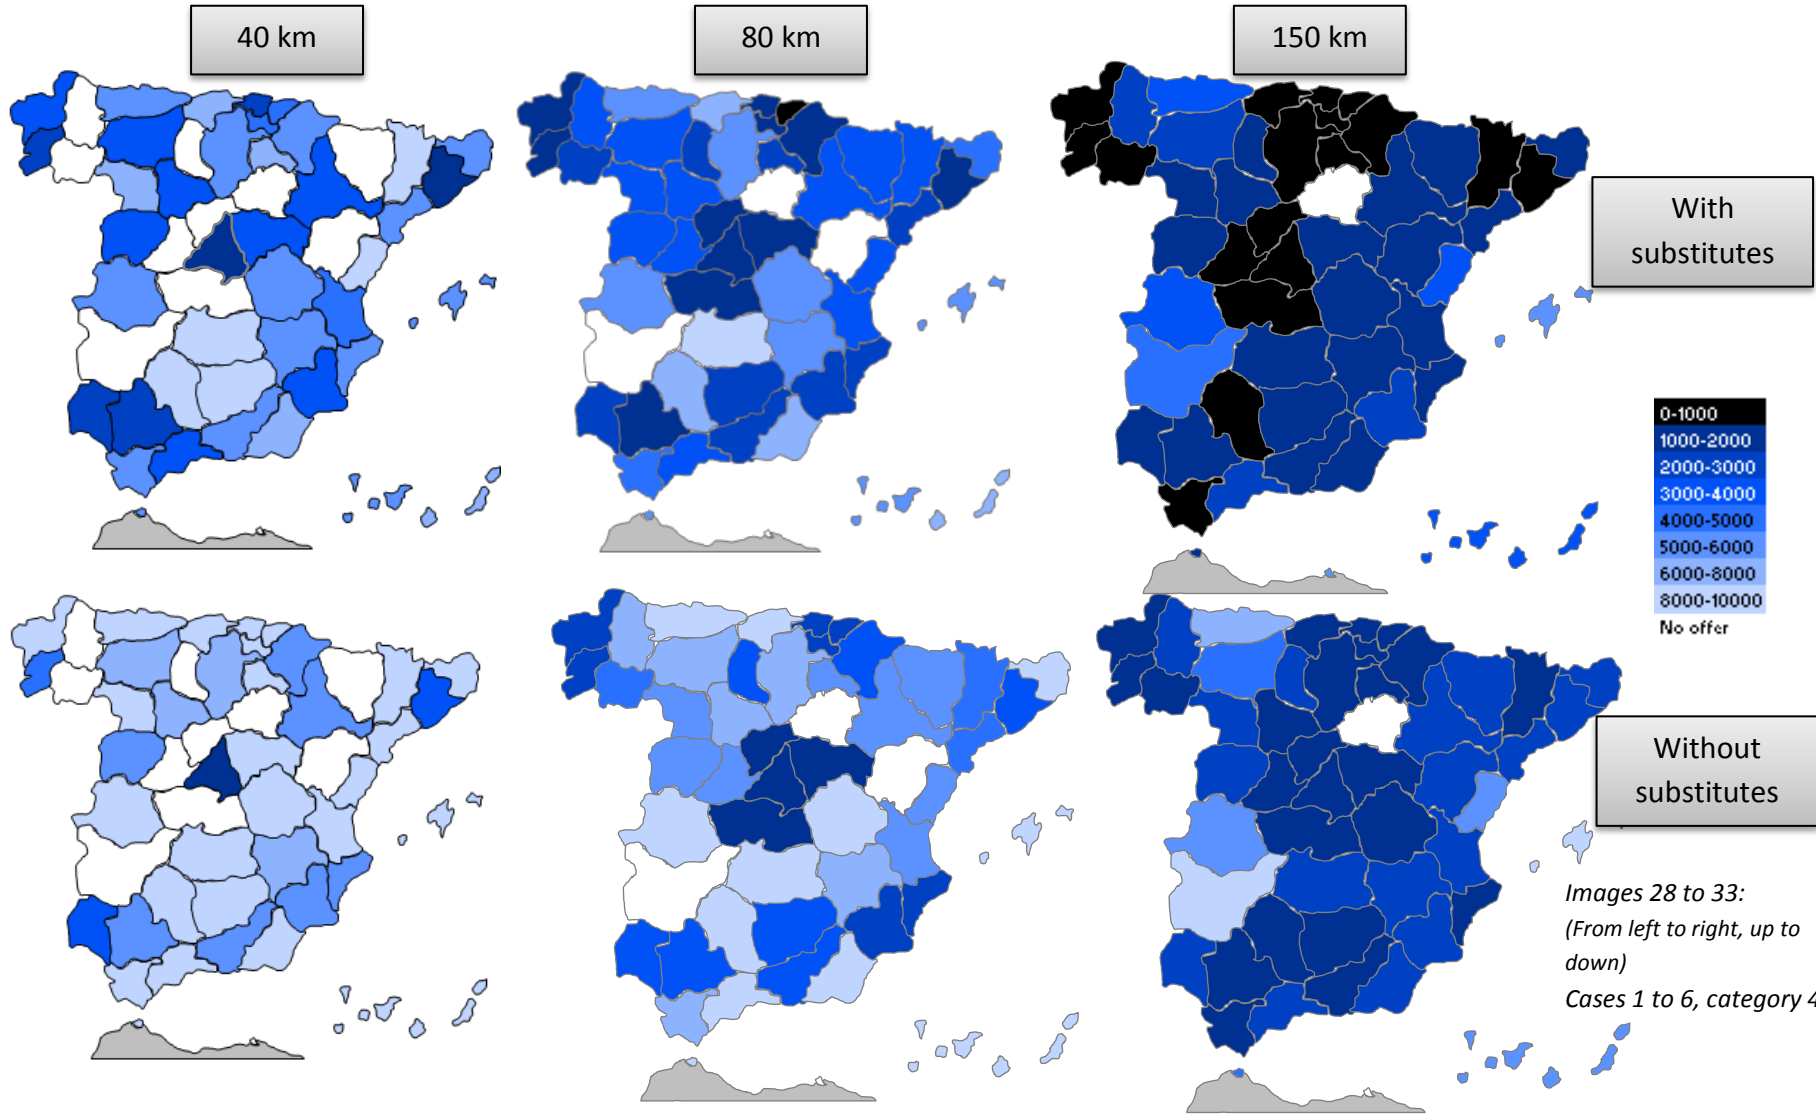 40 km
80 km
150 km
With
substitutes
0-1000
1000-2000
2000-3000
3000-4000
4000-5000
5000-6000
6000-8000
8000-10000
No offer
Without
substitutes
Images 28 to 33:
(From left to right, up to
down)
Cases 1 to 6, category 4